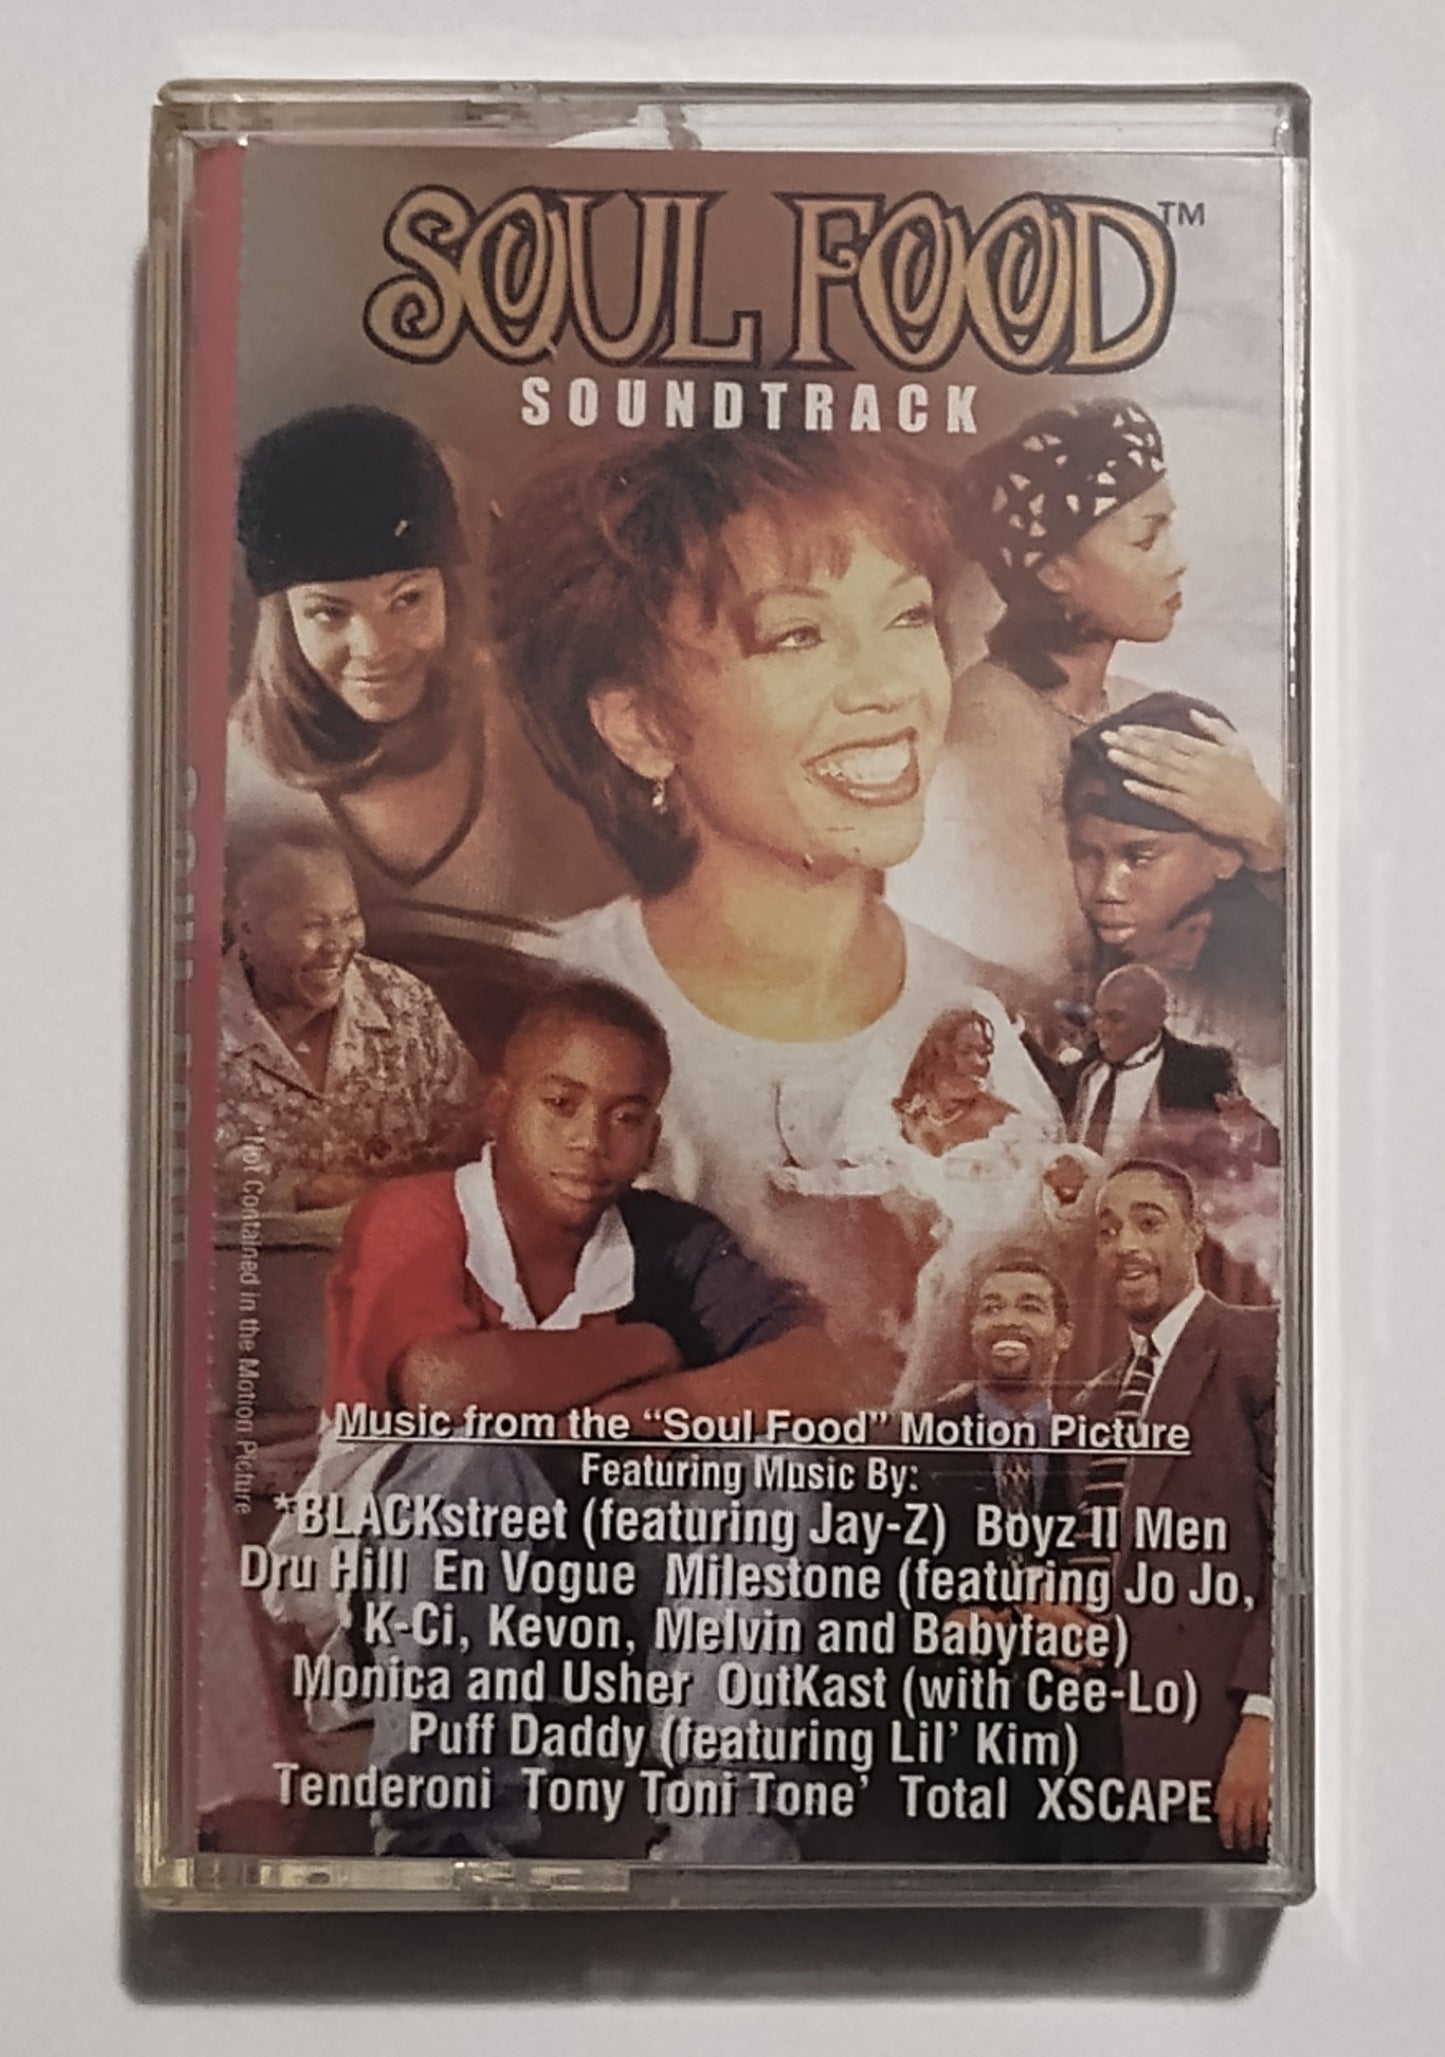 SOUL FOOD™
SOUNDTRACK
*Not Contained in the Motion Picture
Music from the “Soul Food” Motion Picture
Featuring Music By:
*BLACKstreet (featuring Jay-Z) Boyz II Men
Dru Hill En Vogue Milestone (featuring Jo Jo,
K-Ci, Kevon, Melvin and Babyface)
Monica and Usher OutKast (with Cee-Lo)
Puff Daddy (featuring Lil’ Kim)
Tenderoni Tony Toni Tone’ Total XSCAPE